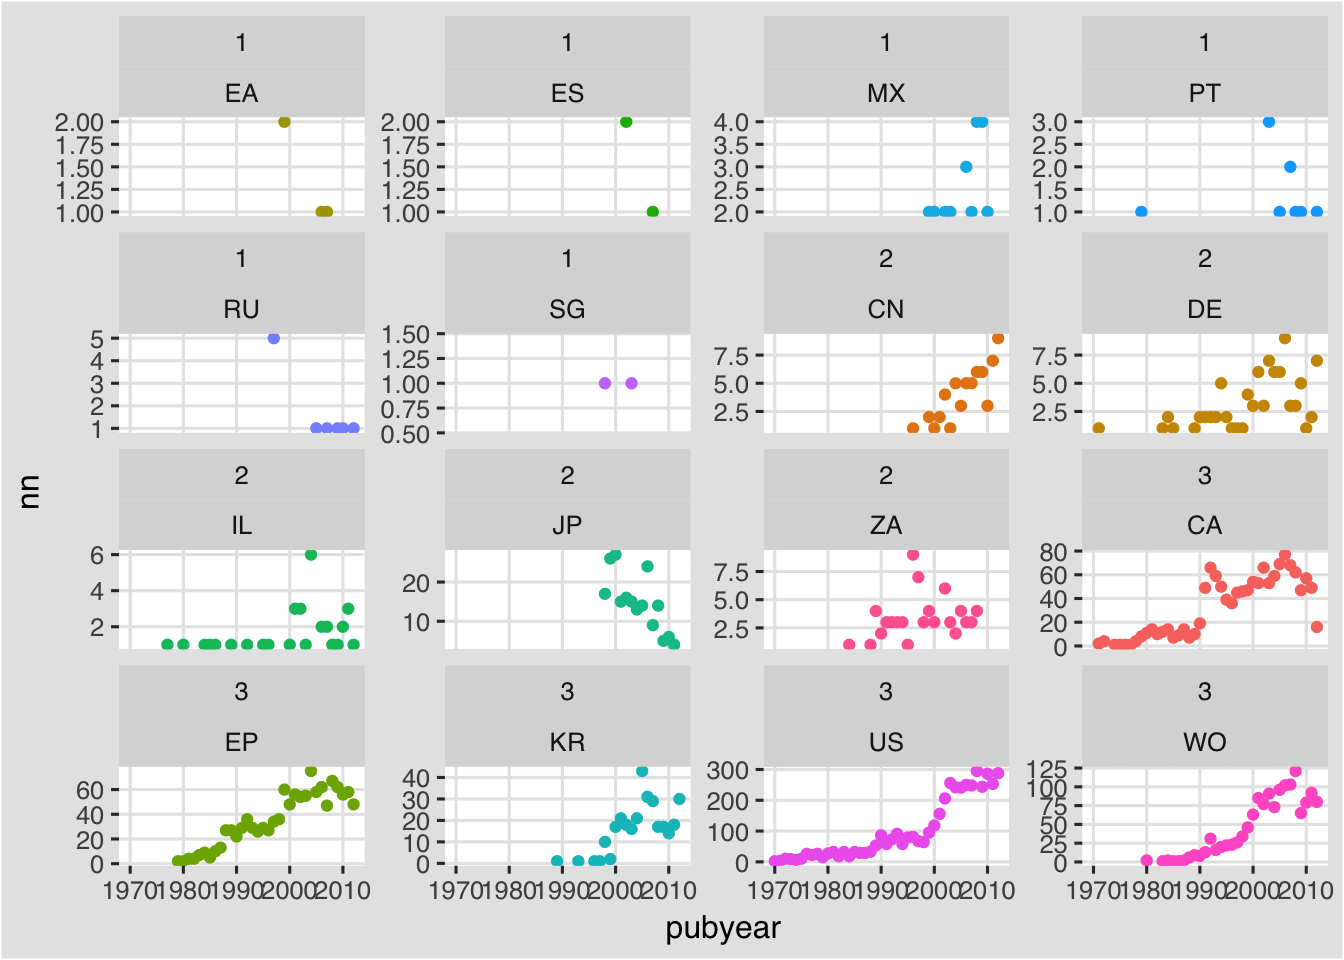 1 1 1 1
EA ES MX PT
2.00 2.00 4.0 3.0
1.75 1.75 3.5 2.5
1.50 1.50 3.0 2.0
1.25 1.25 2.5 1.5
1.00 1.00 2.0 1.0
1 1 2 2
RU SG CN DE
5 1.50
4 1.25 7.5 7.5
3 1.00 5.0 5.0
2 0.75 2.5 2.5
1 0.50
nn
2 2 2 3
IL JP ZA CA
6 80
4 20 7.5 60
2 10 5.0 40
2.5 20
0
3 3 3 3
EP KR US WO
60 40 300 125
40 30 200 100
20 20 100 75
0 10 0 50
0 25
0
1970 1980 1990 2000 2010 1970 1980 1990 2000 2010 1970 1980 1990 2000 2010 1970 1980 1990 2000 2010
pubyear